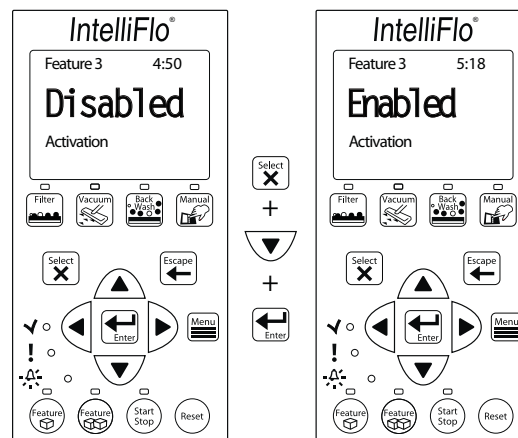 IntelliFlo®
Feature 3 4:50
Disabled
Activation
Filter Vacuum Back Wash Manual
Select Escape
Enter Menu
Feature Feature Start Stop Reset
Select
+
+
Enter
IntelliFlo®
Feature 3 5:18
Enabled
Activation
Filter Vacuum Back Wash Manual
Select Escape
Enter Menu
Feature Feature Start Stop Reset